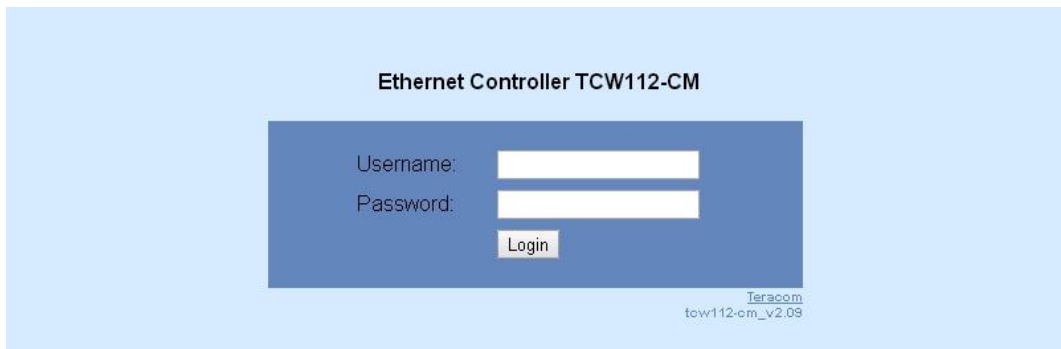 Ethernet Controller TCW112-CM
Username:
Password:
Login
Teracom
tcw112-cm_v2.09